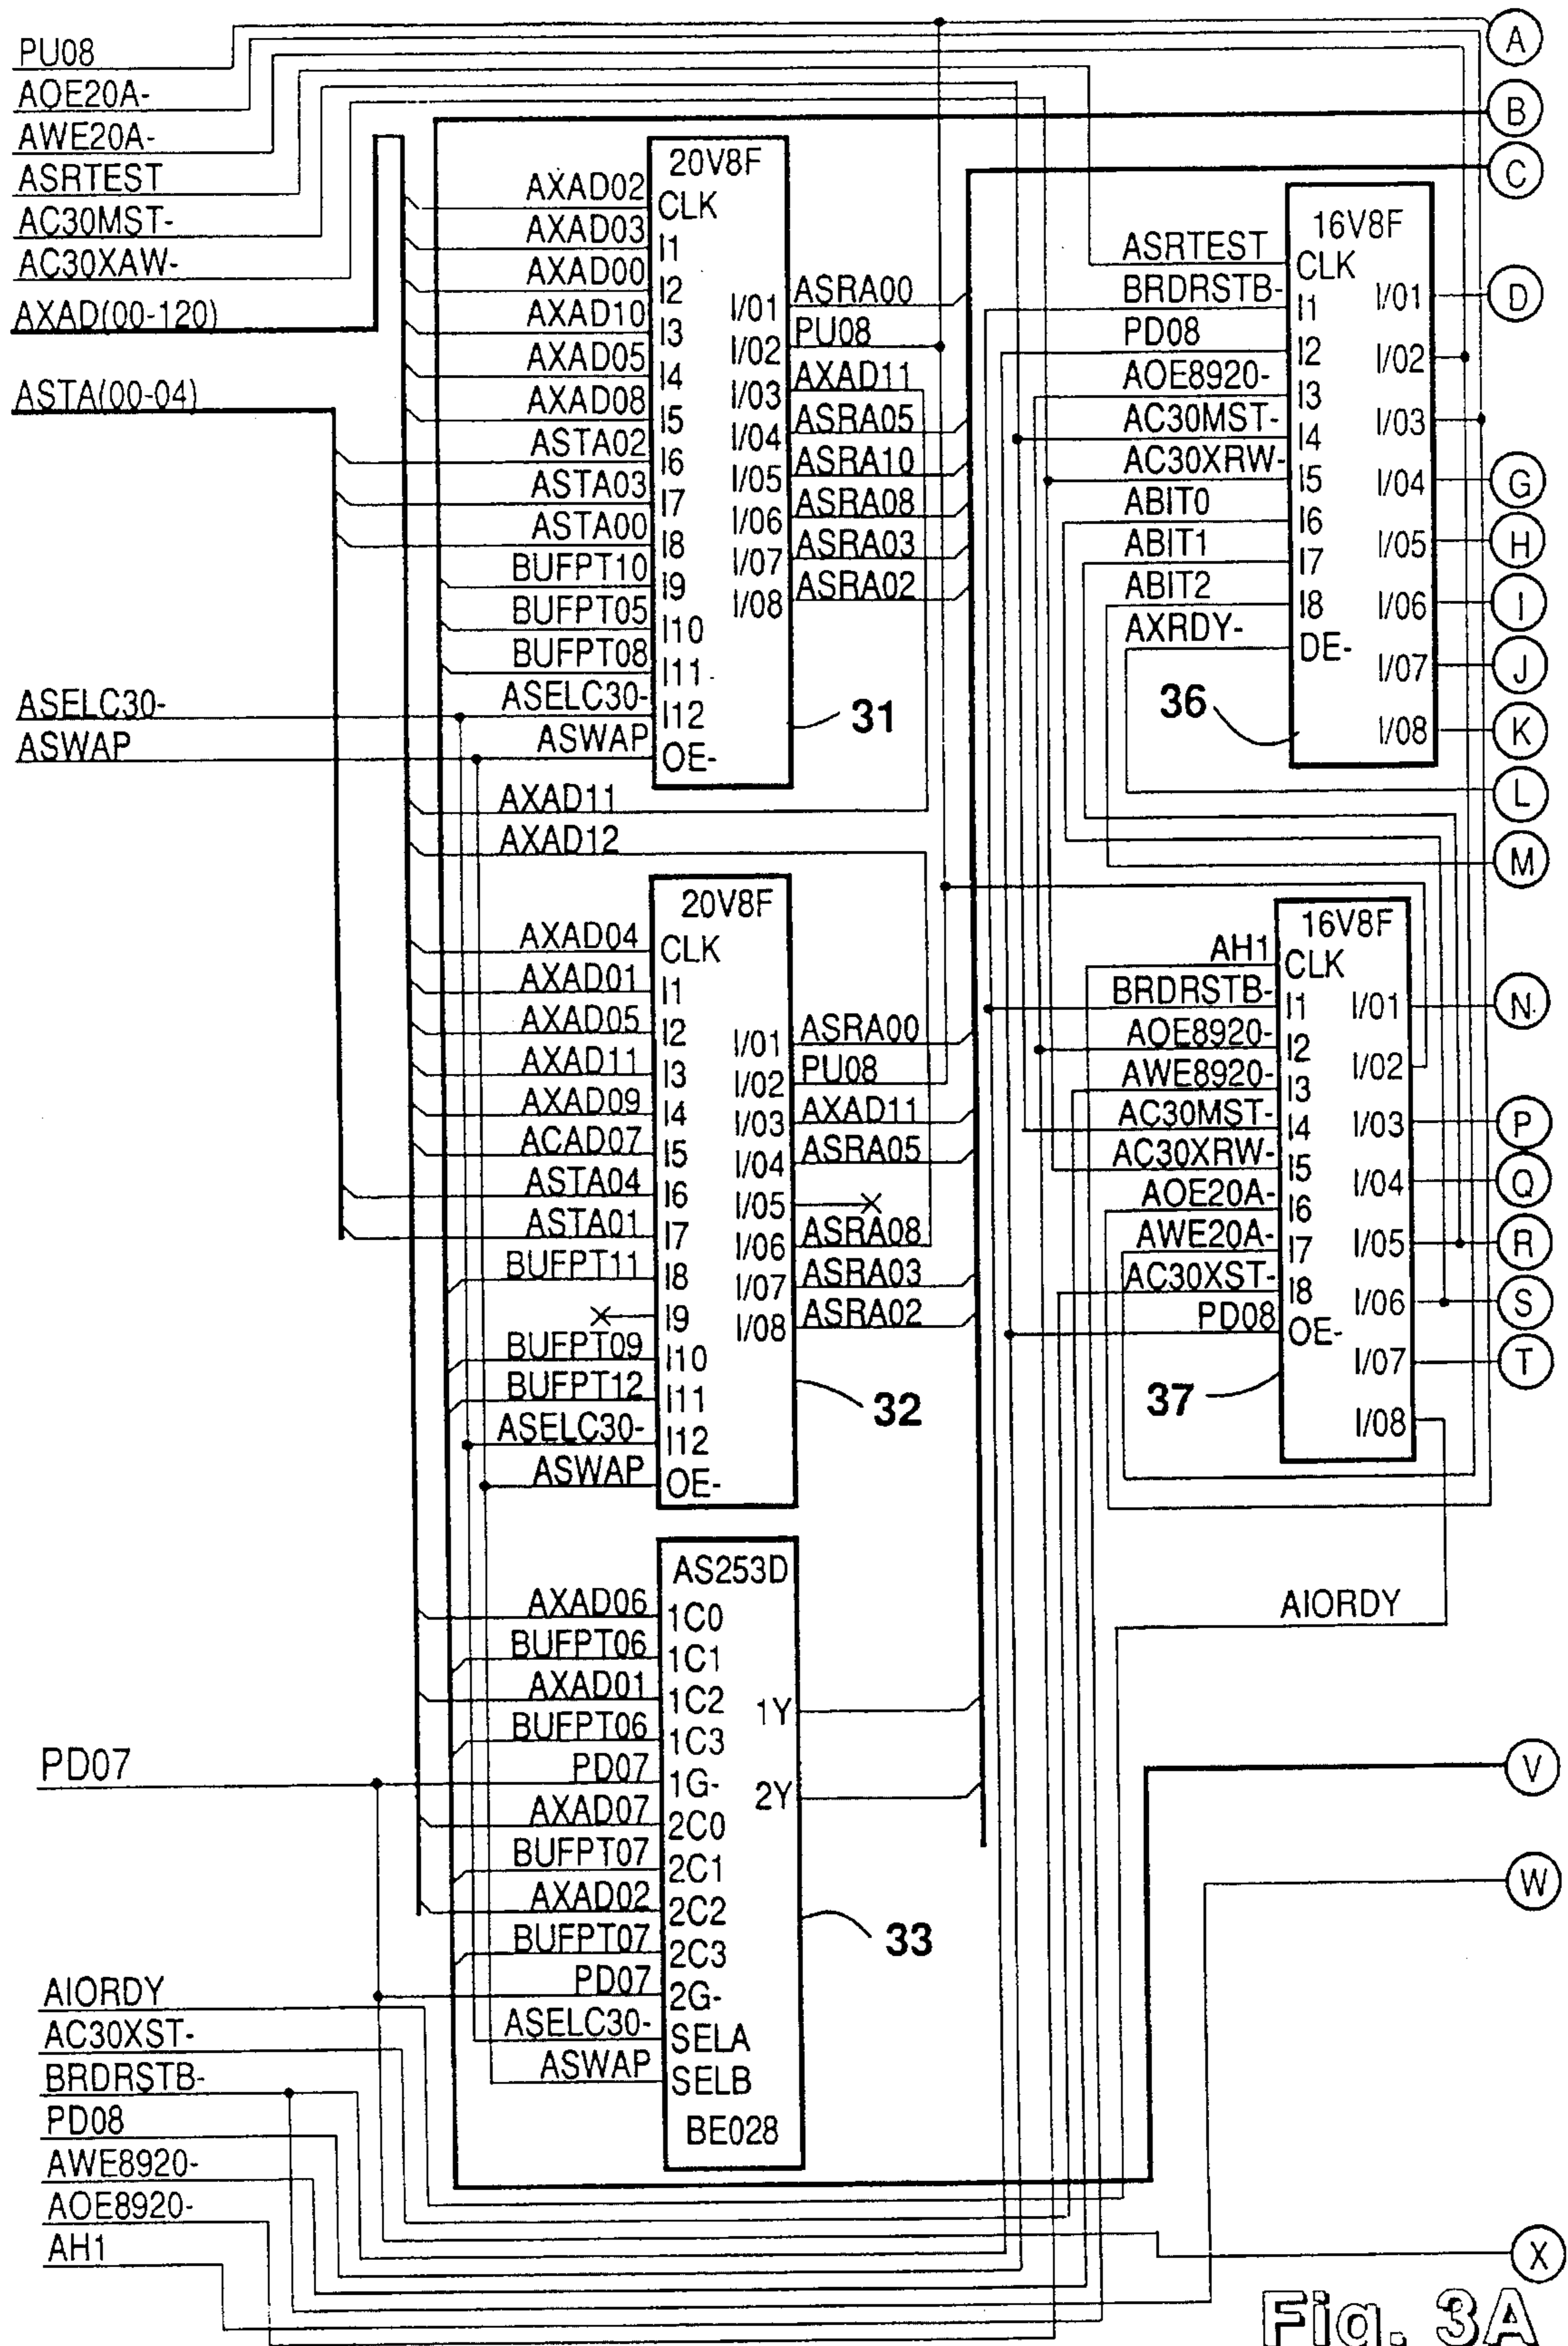 PU08
AOE20A-
AWE20A-
ASRTEST
AC30MST-
AC30XAW-
AXAD(00-120)
ASTA(00-04)
ASELC30-
ASWAP
20V8F
AXAD02 CLK
AXAD03 I1
AXAD00 I2
AXAD10 I3
AXAD05 I4
AXAD08 I5
ASTA02 I6
ASTA03 I7
ASTA00 I8
BUFPT10 I9
BUFPT05 I10
BUFPT08 I11
ASELC30- I12
ASWAP OE-
I/01 ASRA00
I/02 PU08
I/03 AXAD11
I/04 ASRA05
I/05 ASRA10
I/06 ASRA08
I/07 ASRA03
I/08 ASRA02
31
AXAD11
AXAD12
20V8F
AXAD04 CLK
AXAD01 I1
AXAD05 I2
AXAD11 I3
AXAD09 I4
ACAD07 I5
ASTA04 I6
ASTA01 I7
BUFPT11 I8
I9
BUFPT09 I10
BUFPT12 I11
ASELC30- I12
ASWAP OE-
I/01 ASRA00
I/02 PU08
I/03 AXAD11
I/04 ASRA05
I/05
I/06 ASRA08
I/07 ASRA03
I/08 ASRA02
32
AS253D
AXAD06 1C0
BUFPT06 1C1
AXAD01 1C2
BUFPT06 1C3
PD07 1G-
AXAD07 2C0
BUFPT07 2C1
AXAD02 2C2
BUFPT07 2C3
PD07 2G-
ASELC30- SELA
ASWAP SELB
BE028
1Y
2Y
33
PD07
AIORDY
AC30XST-
BRDRSTB-
PD08
AWE8920-
AOE8920-
AH1
16V8F
ASRTEST CLK
BRDRSTB- I1
PD08 I2
AOE8920- I3
AC30MST- I4
AC30XRW- I5
ABIT0 I6
ABIT1 I7
ABIT2 I8
AXRDY- DE-
I/01
I/02
I/03
I/04
I/05
I/06
I/07
I/08
36
16V8F
AH1 CLK
BRDRSTB- I1
AOE8920- I2
AWE8920- I3
AC30MST- I4
AC30XRW- I5
AOE20A- I6
AWE20A- I7
AC30XST- I8
PD08 OE-
I/01
I/02
I/03
I/04
I/05
I/06
I/07
I/08
37
AIORDY
A
B
C
D
G
H
I
J
K
L
M
N
P
Q
R
S
T
V
W
X
Fig. 3A